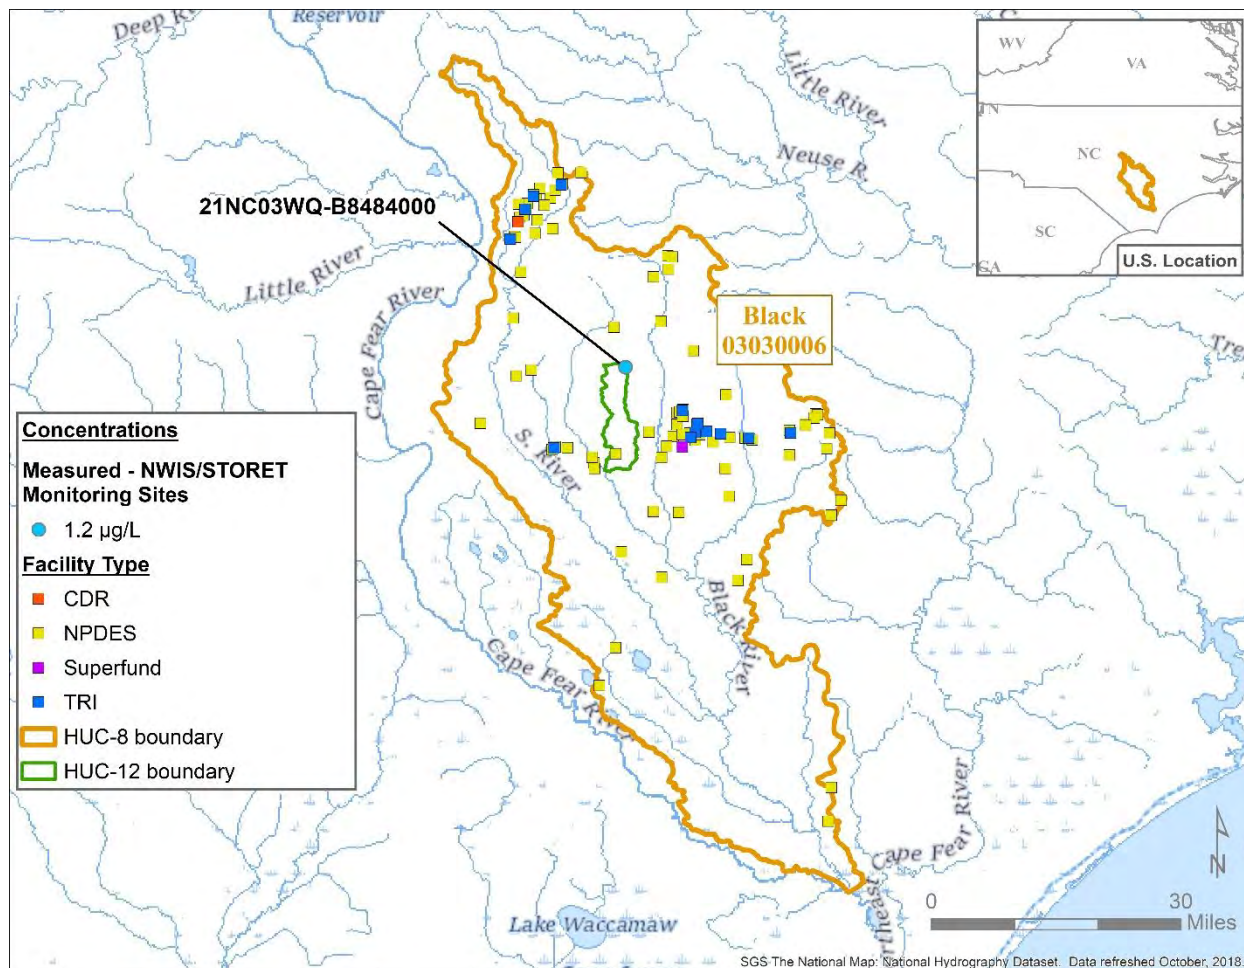 Deep R
Reservoir
Little River
Neuse R.
21NC03WQ-B8484000
Little River
Cape Fear River
WV
VA
TN
NC
SC
GA
U.S. Location
Black
03030006
Tre
Concentrations
Measured - NWIS/STORET
Monitoring Sites
1.2 µg/L
Facility Type
CDR
NPDES
Superfund
TRI
HUC-8 boundary
HUC-12 boundary
S. River
Black River
Cape Fear River
Cape Fear River
rtheast
Lake Waccamaw
N
0 30
Miles
SGS-The National Map: National Hydrography Dataset. Data refreshed October, 2018.